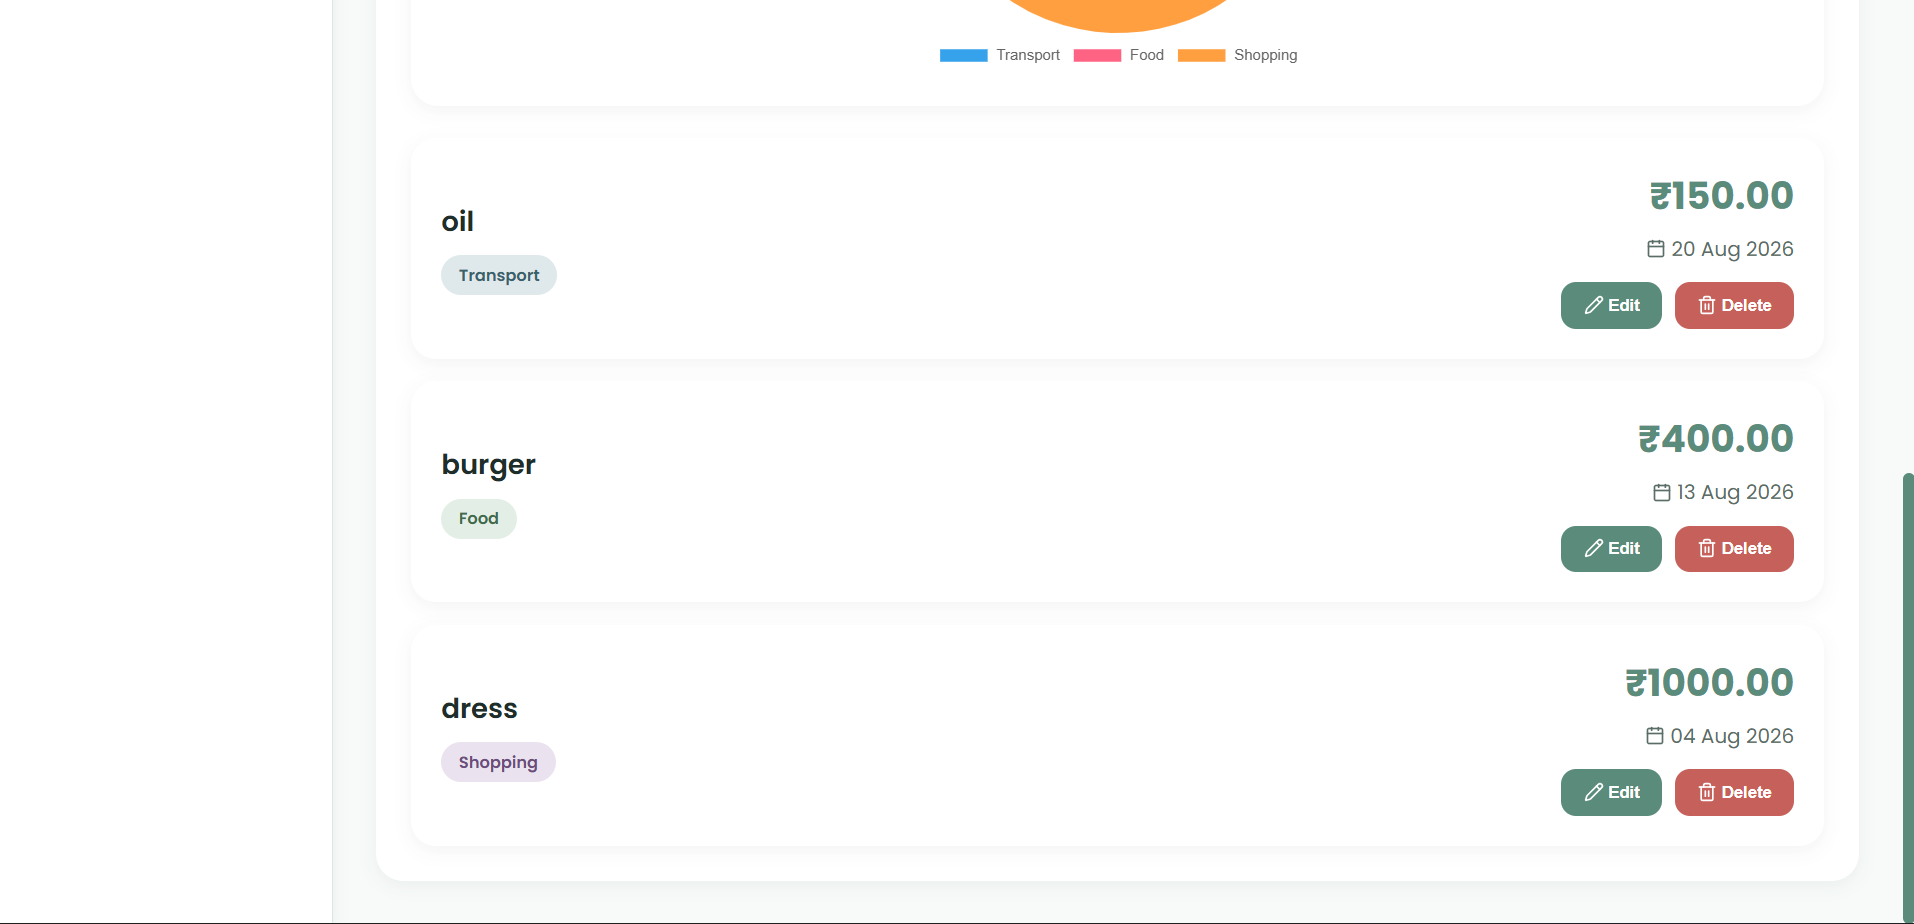 Transport Food Shopping
oil
Transport
₹150.00
20 Aug 2026
Edit Delete
burger
Food
₹400.00
13 Aug 2026
Edit Delete
dress
Shopping
₹1000.00
04 Aug 2026
Edit Delete